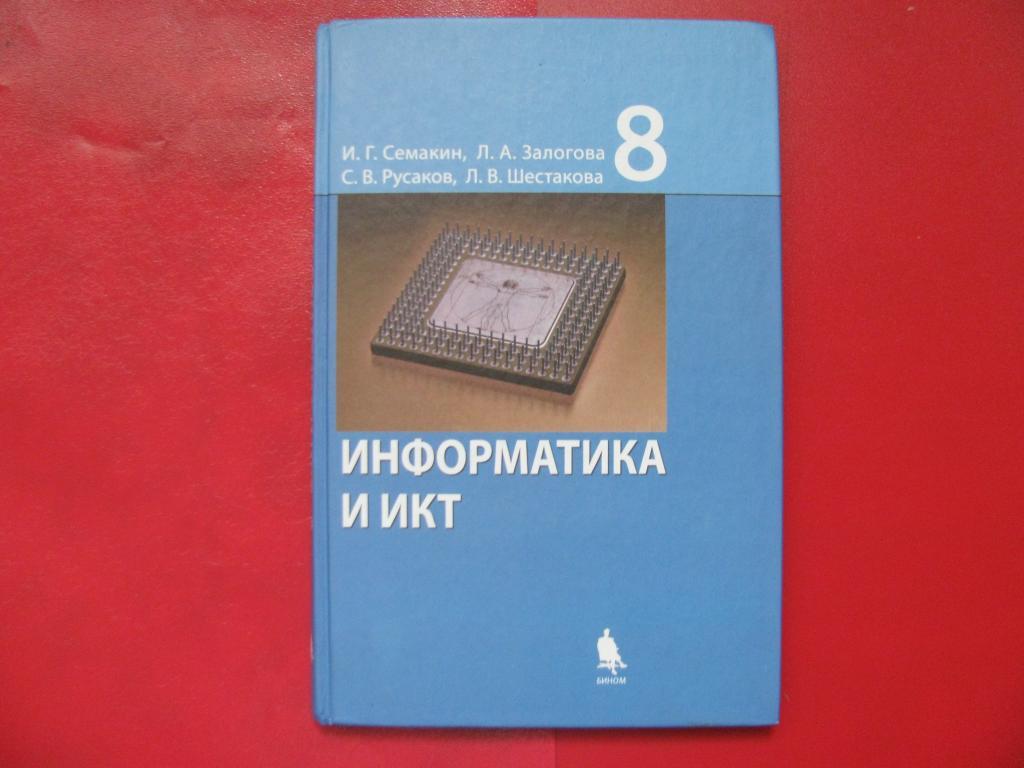 И. Г. Семакин, Л. А. Залогова
С. В. Русаков, Л. В. Шестакова
8
ИНФОРМАТИКА
И ИКТ
БИНОМ